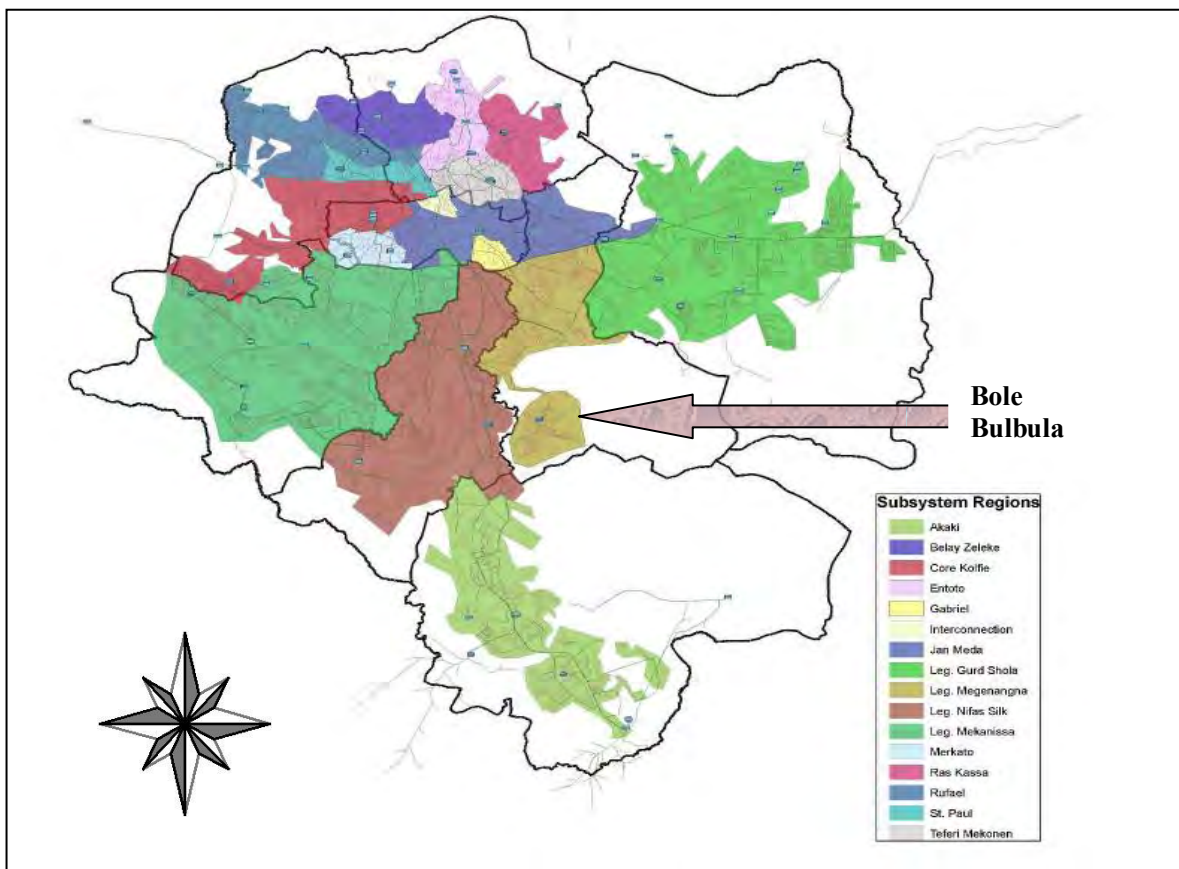 Bole
Bulbula
Subsystem Regions
Akaki
Belay Zeleke
Core Kolfie
Entoto
Gabriel
Interconnection
Jan Meda
Leg. Gurd Shola
Leg. Megenangna
Leg. Nifas Silk
Leg. Mekanissa
Merkato
Ras Kassa
Rufael
St. Paul
Teferi Mekonen